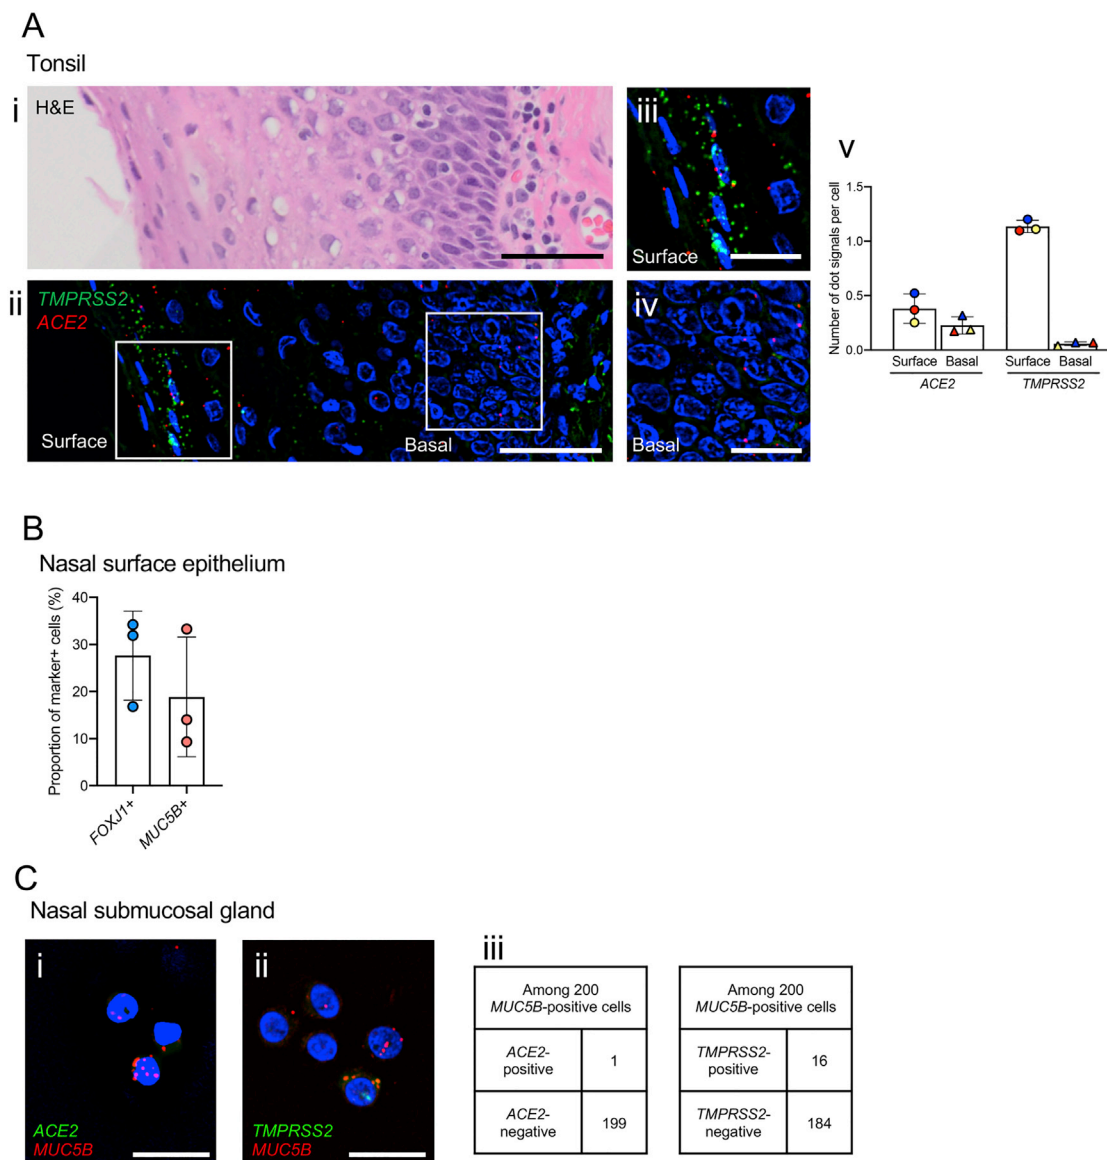 A
Tonsil
i
H&E
ii
TMPRSS2
ACE2
Surface
Basal
iii
Surface
iv
Basal
v
Number of dot signals per cell
1.5
1.0
0.5
0.0
Surface
Basal
Surface
Basal
ACE2
TMPRSS2
B
Nasal surface epithelium
Proportion of marker+ cells (%)
40
30
20
10
0
FOXJ1+
MUC5B+
C
Nasal submucosal gland
i
ACE2
MUC5B
ii
TMPRSS2
MUC5B
iii
Among 200
MUC5B-positive cells
ACE2-
positive
1
ACE2-
negative
199
Among 200
MUC5B-positive cells
TMPRSS2-
positive
16
TMPRSS2-
negative
184